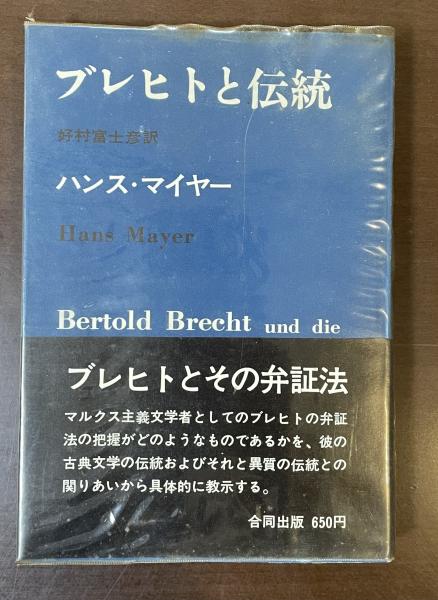 ブレヒトと伝統
好村富士彦訳
ハンス・マイヤー
Hans Mayer
Bertold Brecht und die
ブレヒトとその弁証法
マルクス主義文学者としてのブレヒトの弁証
法の把握がどのようなものであるかを、彼の
古典文学の伝統およびそれと異質の伝統との
関りあいから具体的に教示する。
合同出版 650円